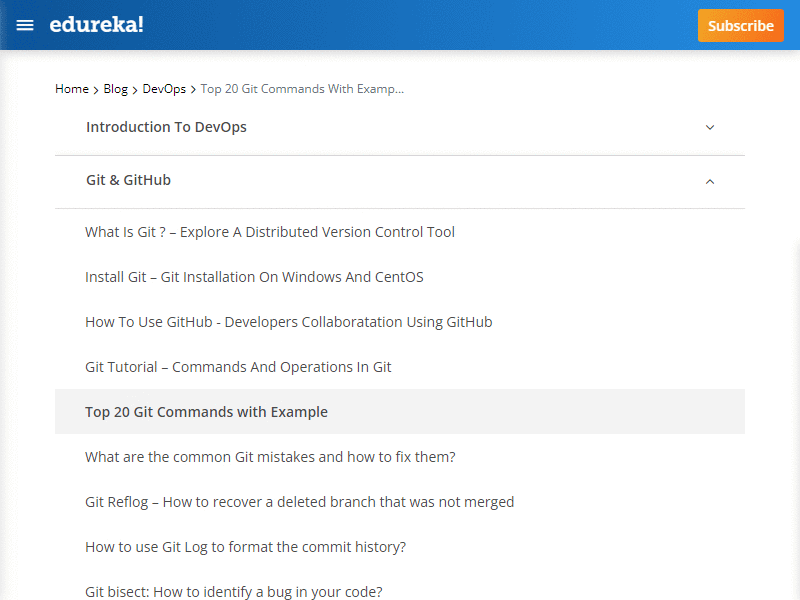 edureka!
Subscribe
Home > Blog > DevOps > Top 20 Git Commands With Examp...
Introduction To DevOps
Git & GitHub
What Is Git ? – Explore A Distributed Version Control Tool
Install Git – Git Installation On Windows And CentOS
How To Use GitHub - Developers Collaboratation Using GitHub
Git Tutorial – Commands And Operations In Git
Top 20 Git Commands with Example
What are the common Git mistakes and how to fix them?
Git Reflog – How to recover a deleted branch that was not merged
How to use Git Log to format the commit history?
Git bisect: How to identify a bug in your code?